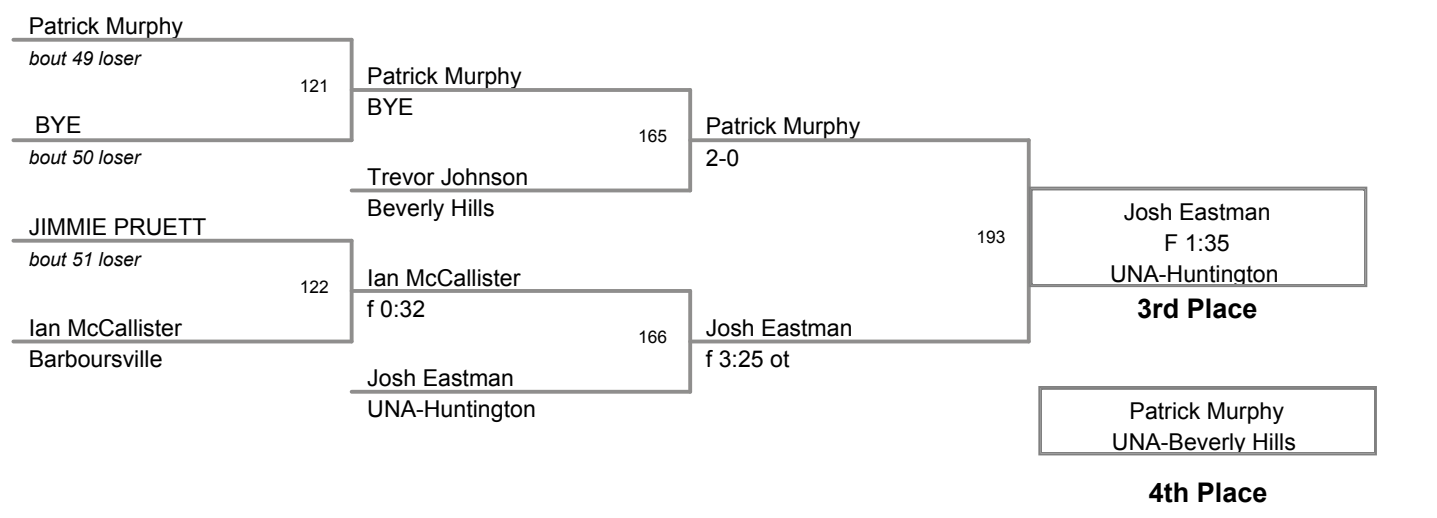 Patrick Murphy
bout 49 loser
121
BYE
bout 50 loser
Patrick Murphy
BYE
165
Trevor Johnson
Beverly Hills
Patrick Murphy
2-0
JIMMIE PRUETT
bout 51 loser
122
Ian McCallister
Barboursville
Ian McCallister
f 0:32
166
Josh Eastman
UNA-Huntington
Josh Eastman
f 3:25 ot
193
Josh Eastman
F 1:35
UNA-Huntington
3rd Place
Patrick Murphy
UNA-Beverly Hills
4th Place